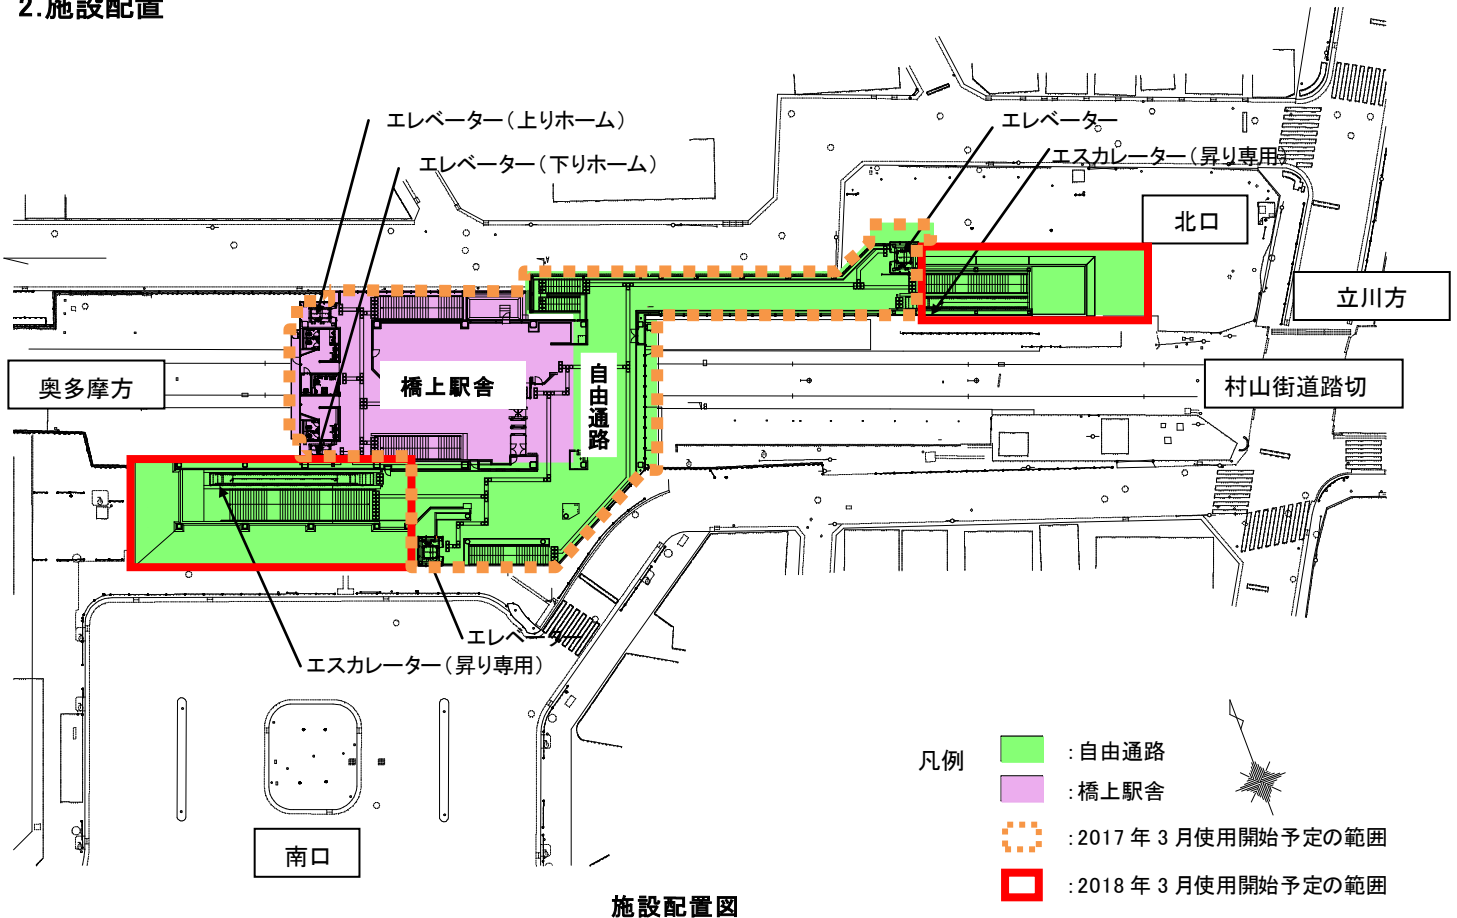 2.施設配置
エレベーター（上りホーム）
エレベーター（下りホーム）
エレベーター
エスカレーター（昇り専用）
北口
立川方
奥多摩方
橋上駅舎
自由通路
村山街道踏切
エレベーター
エスカレーター（昇り専用）
南口
凡例
：自由通路
：橋上駅舎
：2017年3月使用開始予定の範囲
：2018年3月使用開始予定の範囲
施設配置図